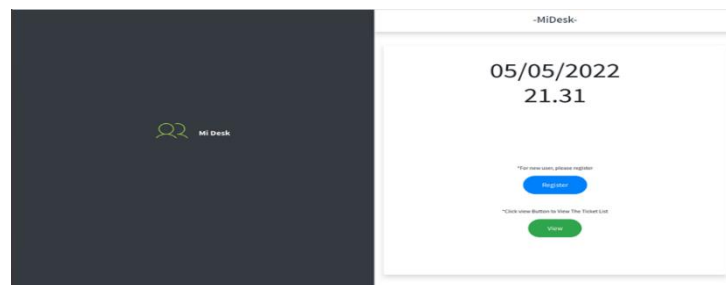 Mi Desk
-MiDesk-
05/05/2022
21.31
*For new user, please register
Register
*Click view Button to View The Ticket List
View